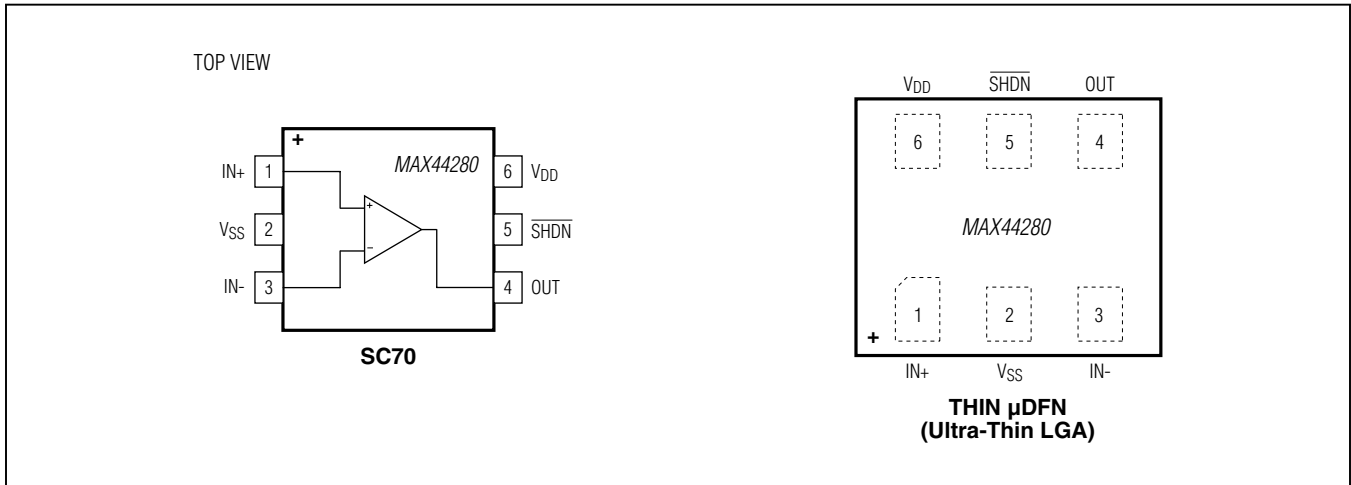 TOP VIEW
+
MAX44280
IN+ 1
6 VDD
+
VSS 2
5 SHDN
−
IN- 3
4 OUT
SC70
VDD SHDN OUT
6 5 4
MAX44280
1 2 3
+
IN+ VSS IN-
THIN µDFN
(Ultra-Thin LGA)